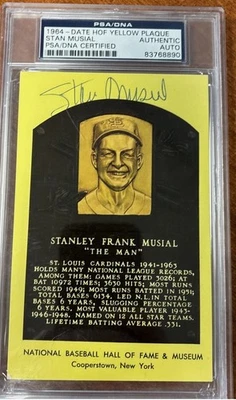 PSA/DNA
1964 - DATE HOF YELLOW PLAQUE
STAN MUSIAL AUTHENTIC
PSA/DNA CERTIFIED AUTO
83768890
Stan Musial
STANLEY FRANK MUSIAL
"THE MAN"
ST. LOUIS CARDINALS 1941-1963
HOLDS MANY NATIONAL LEAGUE RECORDS,
AMONG THEM: GAMES PLAYED 3026; AT
BAT 10972 TIMES; 3630 HITS; MOST RUNS
SCORED 1949; MOST RUNS BATTED IN 1951;
TOTAL BASES 6134. LED N.L. IN TOTAL
BASES 6 YEARS, SLUGGING PERCENTAGE
6 YEARS. MOST VALUABLE PLAYER 1943-
1946-1948. NAMED ON 12 ALL STAR TEAMS.
LIFETIME BATTING AVERAGE .331.
NATIONAL BASEBALL HALL OF FAME & MUSEUM
Cooperstown, New York